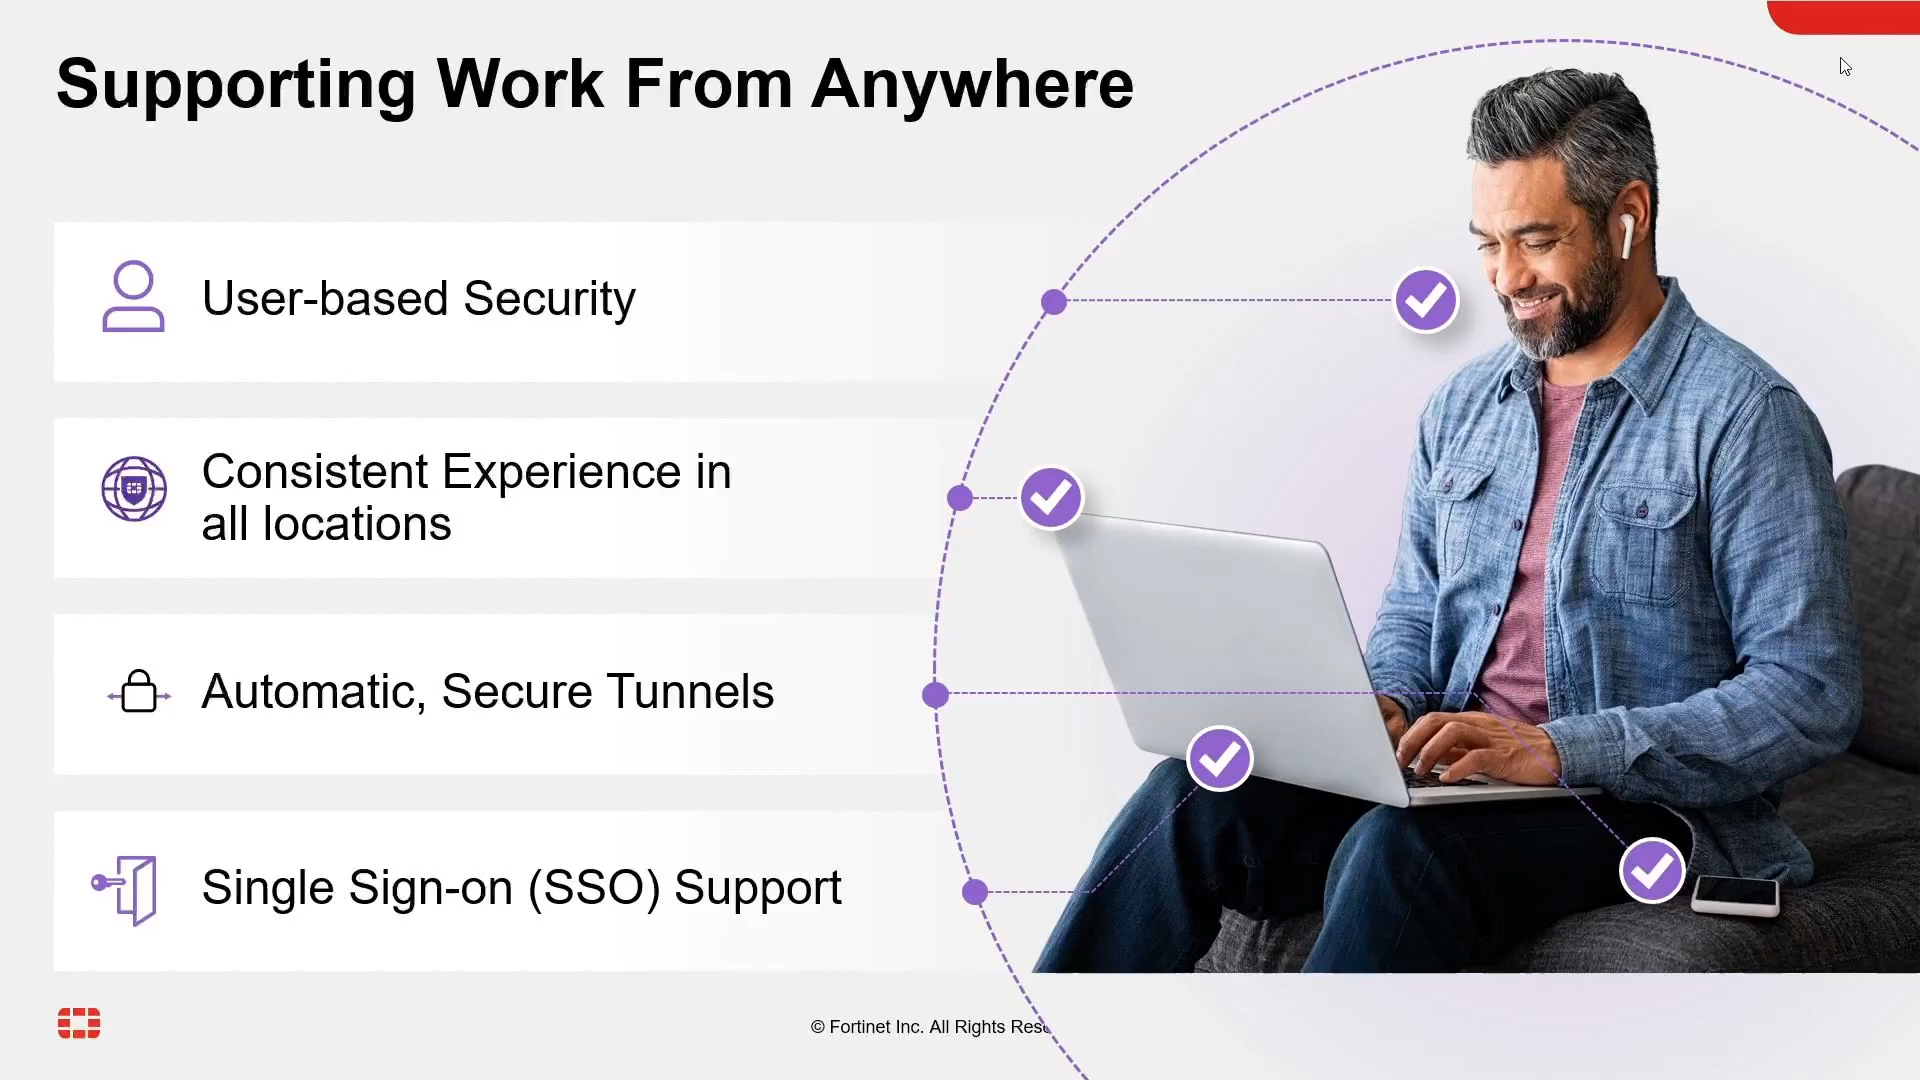 Supporting Work From Anywhere
User-based Security
Consistent Experience in
all locations
Automatic, Secure Tunnels
Single Sign-on (SSO) Support
© Fortinet Inc. All Rights